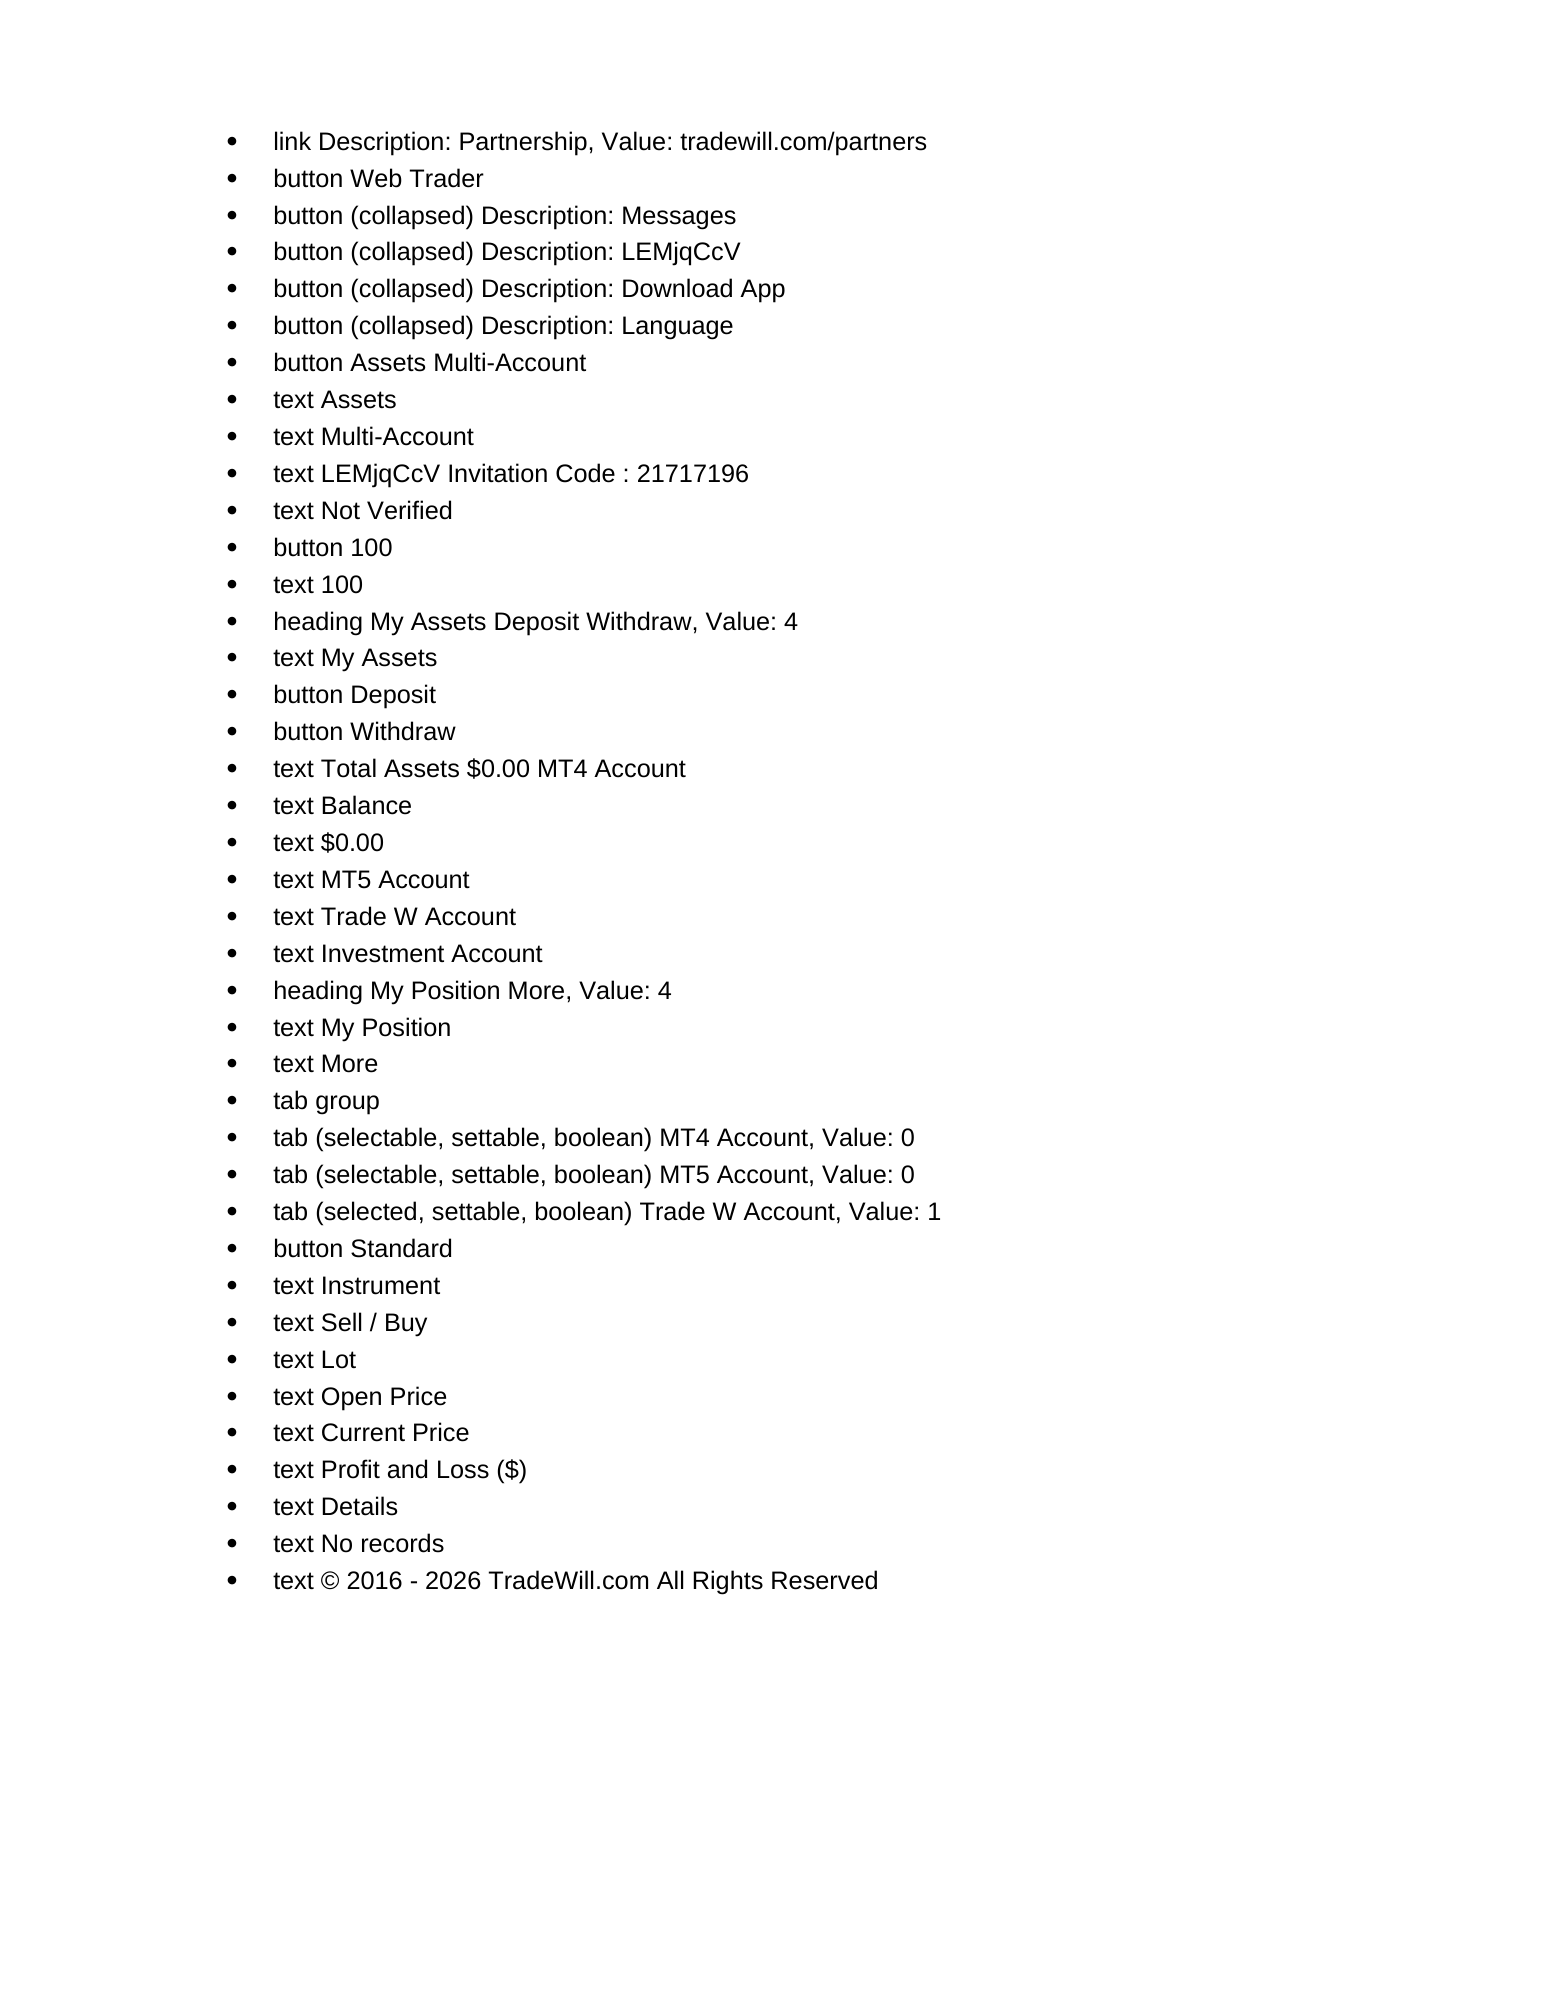 • link Description: Partnership, Value: tradewill.com/partners
• button Web Trader
• button (collapsed) Description: Messages
• button (collapsed) Description: LEMjqCcV
• button (collapsed) Description: Download App
• button (collapsed) Description: Language
• button Assets Multi-Account
• text Assets
• text Multi-Account
• text LEMjqCcV Invitation Code : 21717196
• text Not Verified
• button 100
• text 100
• heading My Assets Deposit Withdraw, Value: 4
• text My Assets
• button Deposit
• button Withdraw
• text Total Assets $0.00 MT4 Account
• text Balance
• text $0.00
• text MT5 Account
• text Trade W Account
• text Investment Account
• heading My Position More, Value: 4
• text My Position
• text More
• tab group
• tab (selectable, settable, boolean) MT4 Account, Value: 0
• tab (selectable, settable, boolean) MT5 Account, Value: 0
• tab (selected, settable, boolean) Trade W Account, Value: 1
• button Standard
• text Instrument
• text Sell / Buy
• text Lot
• text Open Price
• text Current Price
• text Profit and Loss ($)
• text Details
• text No records
• text © 2016 - 2026 TradeWill.com All Rights Reserved